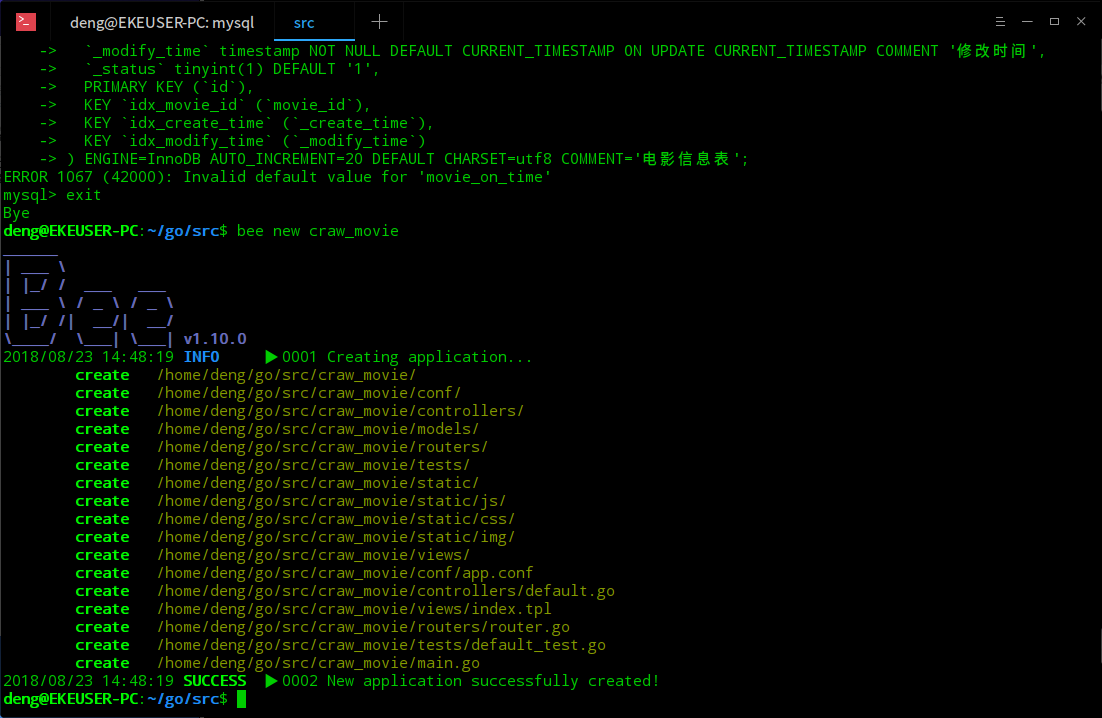 deng@EKEUSER-PC: mysql src
-> `_modify_time` timestamp NOT NULL DEFAULT CURRENT_TIMESTAMP ON UPDATE CURRENT_TIMESTAMP COMMENT '修改时间',
-> `_status` tinyint(1) DEFAULT '1',
-> PRIMARY KEY (`id`),
-> KEY `idx_movie_id` (`movie_id`),
-> KEY `idx_create_time` (`_create_time`),
-> KEY `idx_modify_time` (`_modify_time`)
-> ) ENGINE=InnoDB AUTO_INCREMENT=20 DEFAULT CHARSET=utf8 COMMENT='电影信息表';
ERROR 1067 (42000): Invalid default value for 'movie_on_time'
mysql> exit
Bye
deng@EKEUSER-PC:~/go/src$ bee new craw_movie
______
| ___ \
| |_/ /  ___   ___
| ___ \ / _ \ / _ \
| |_/ /|  __/|  __/
\____/  \___| \___| v1.10.0
2018/08/23 14:48:19 INFO ▶ 0001 Creating application...
create /home/deng/go/src/craw_movie/
create /home/deng/go/src/craw_movie/conf/
create /home/deng/go/src/craw_movie/controllers/
create /home/deng/go/src/craw_movie/models/
create /home/deng/go/src/craw_movie/routers/
create /home/deng/go/src/craw_movie/tests/
create /home/deng/go/src/craw_movie/static/
create /home/deng/go/src/craw_movie/static/js/
create /home/deng/go/src/craw_movie/static/css/
create /home/deng/go/src/craw_movie/static/img/
create /home/deng/go/src/craw_movie/views/
create /home/deng/go/src/craw_movie/conf/app.conf
create /home/deng/go/src/craw_movie/controllers/default.go
create /home/deng/go/src/craw_movie/views/index.tpl
create /home/deng/go/src/craw_movie/routers/router.go
create /home/deng/go/src/craw_movie/tests/default_test.go
create /home/deng/go/src/craw_movie/main.go
2018/08/23 14:48:19 SUCCESS ▶ 0002 New application successfully created!
deng@EKEUSER-PC:~/go/src$